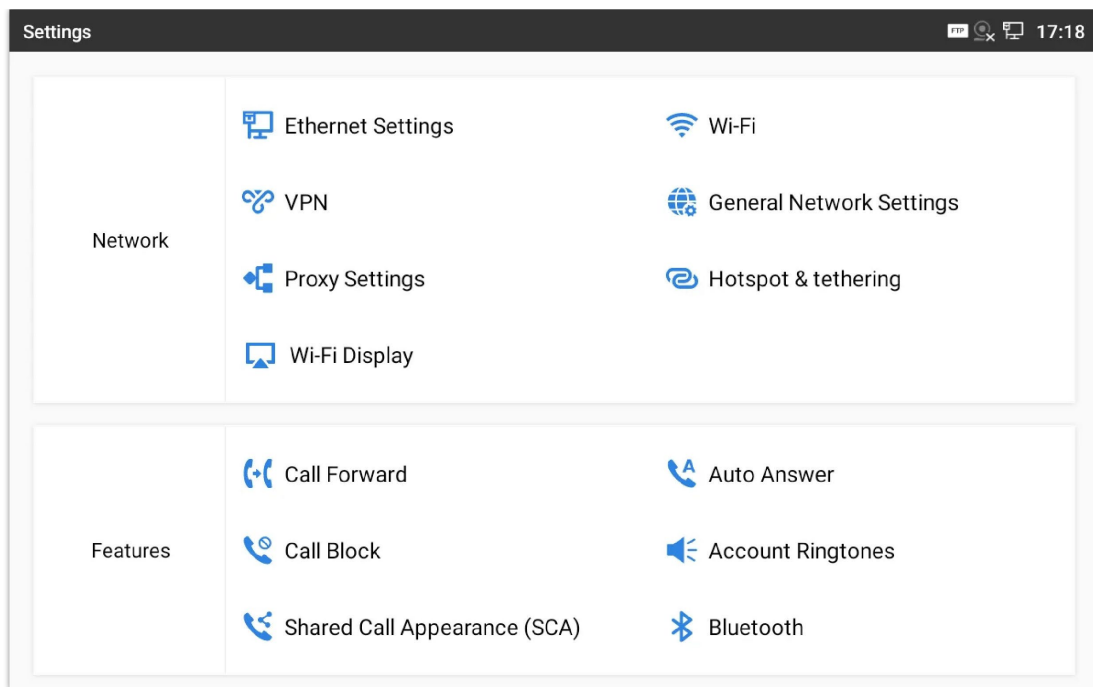 Settings
FTP 17:18
Ethernet Settings
Wi-Fi
VPN
General Network Settings
Network
Proxy Settings
Hotspot & tethering
Wi-Fi Display
Call Forward
A
Auto Answer
Features
Call Block
Account Ringtones
Shared Call Appearance (SCA)
Bluetooth